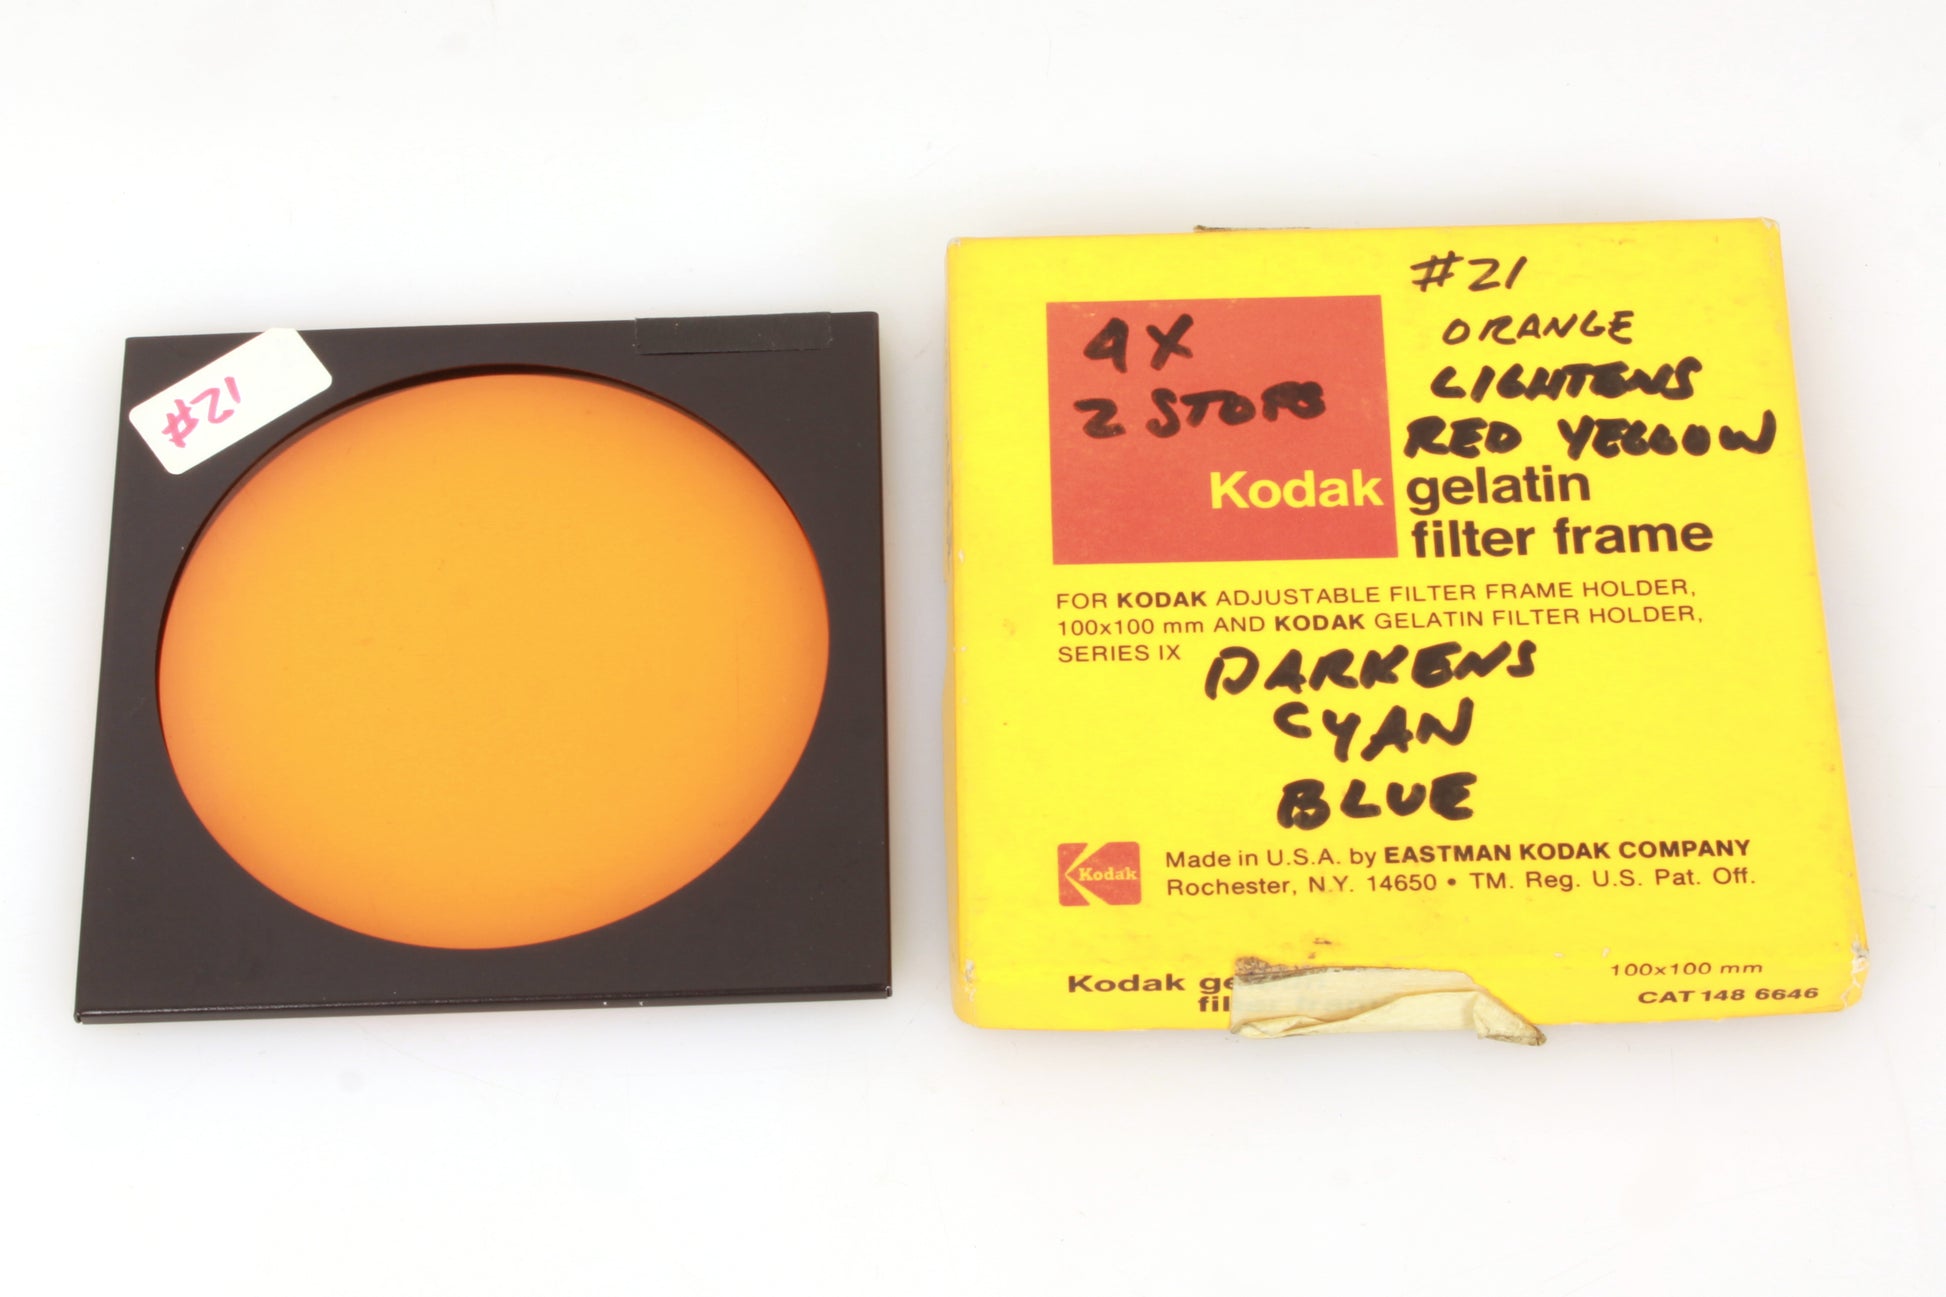 #21
#21
ORANGE
LIGHTENS
RED YELLOW
4X
2 STOPS
Kodak gelatin
filter frame
FOR KODAK ADJUSTABLE FILTER FRAME HOLDER,
100x100 mm AND KODAK GELATIN FILTER HOLDER,
SERIES IX
DARKENS
CYAN
BLUE
Kodak
Made in U.S.A. by EASTMAN KODAK COMPANY
Rochester, N.Y. 14650 • TM. Reg. U.S. Pat. Off.
Kodak
100x100 mm
CAT 148 6646